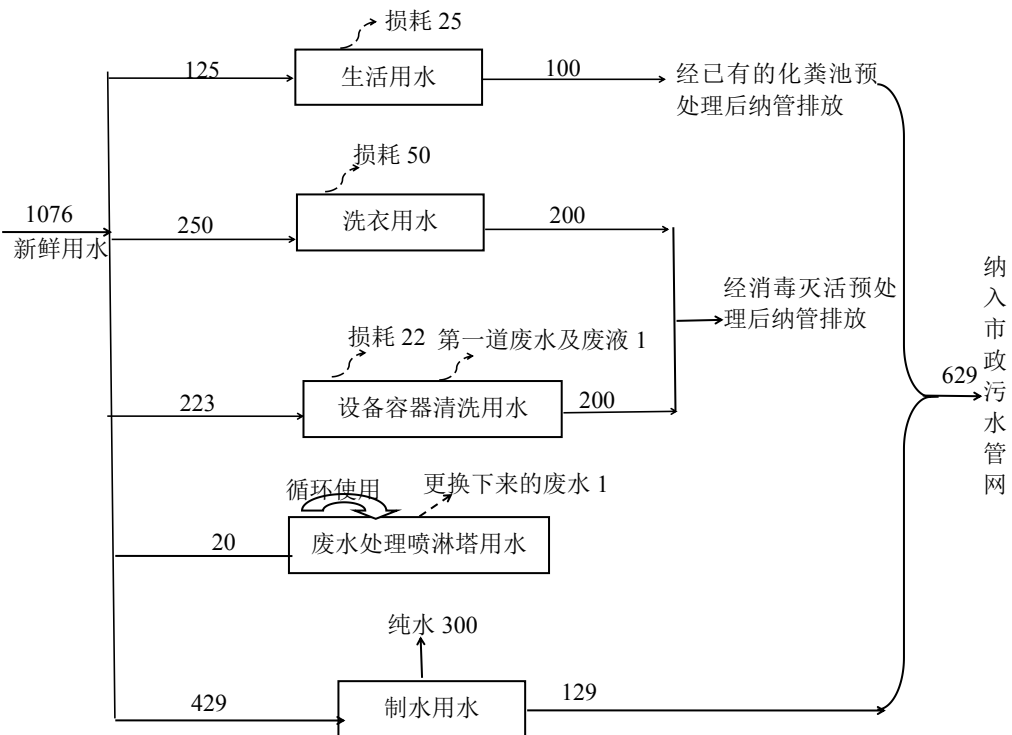 损耗 25
125
生活用水
100
经已有的化粪池预
处理后纳管排放
损耗 50
1076
新鲜用水
250
洗衣用水
200
经消毒灭活预处
理后纳管排放
损耗 22
第一道废水及废液 1
223
设备容器清洗用水
200
629
纳
入
市
政
污
水
管
网
循环使用
更换下来的废水 1
20
废水处理喷淋塔用水
纯水 300
429
制水用水
129